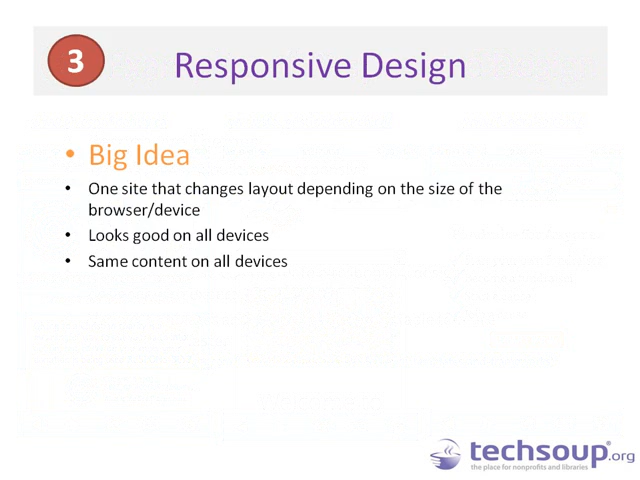 3
Responsive Design
• Big Idea
• One site that changes layout depending on the size of the
browser/device
• Looks good on all devices
• Same content on all devices
techsoup®.org
the place for nonprofits and libraries